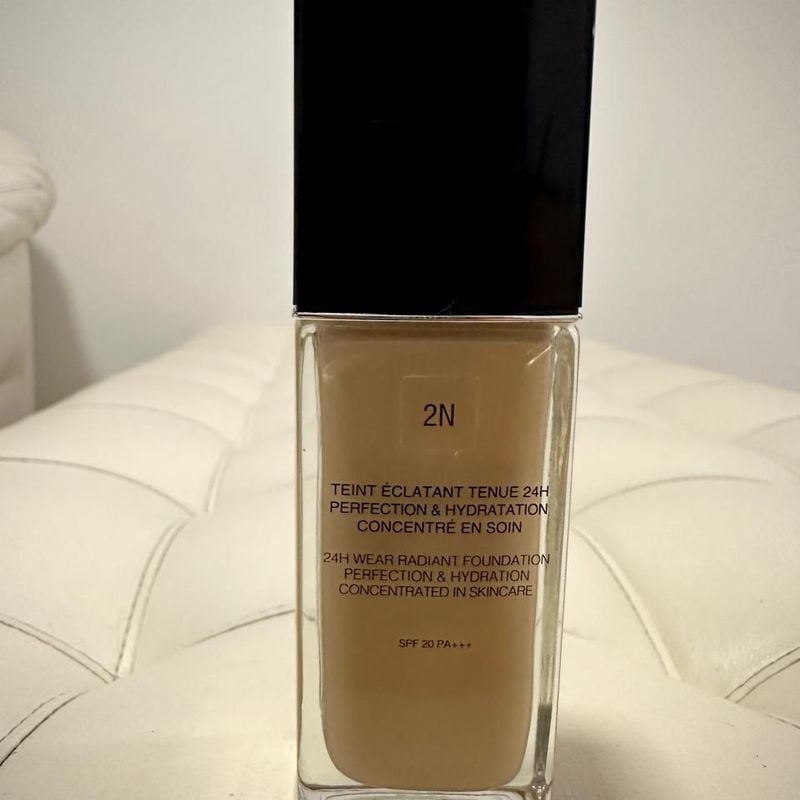 2N
TEINT ÉCLATANT TENUE 24H
PERFECTION & HYDRATATION
CONCENTRÉ EN SOIN
24H WEAR RADIANT FOUNDATION
PERFECTION & HYDRATION
CONCENTRATED IN SKINCARE
SPF 20 PA+++